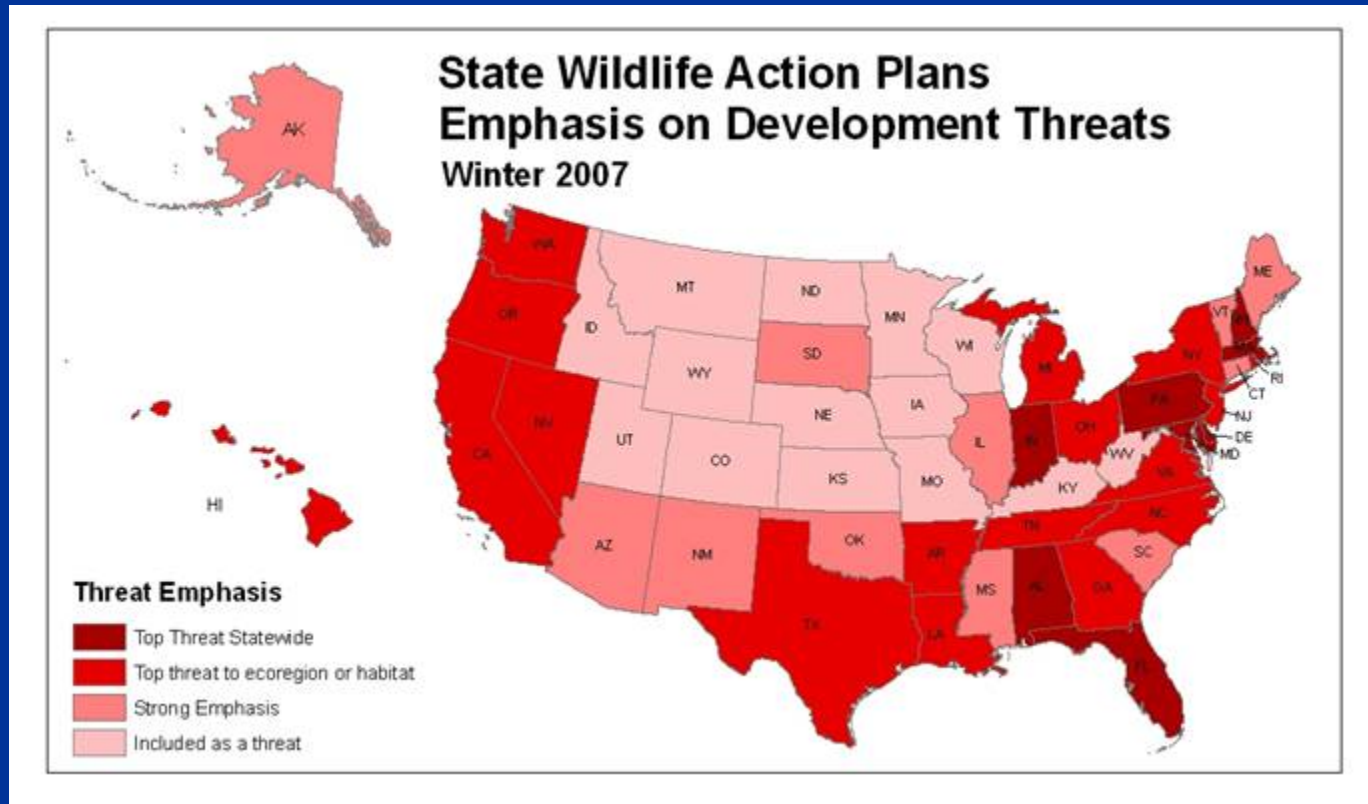 State Wildlife Action Plans
Emphasis on Development Threats
Winter 2007
AK
WA
MT
ND
MN
ME
VT
OR
ID
SD
WI
MI
NY
WY
RI
CT
IA
PA
NE
NJ
NV
IL
IN
OH
DE
UT
MD
CO
WV
CA
KS
MO
KY
VA
HI
NC
TN
OK
AZ
NM
AR
SC
MS
AL
GA
TX
LA
FL
Threat Emphasis
Top Threat Statewide
Top threat to ecoregion or habitat
Strong Emphasis
Included as a threat